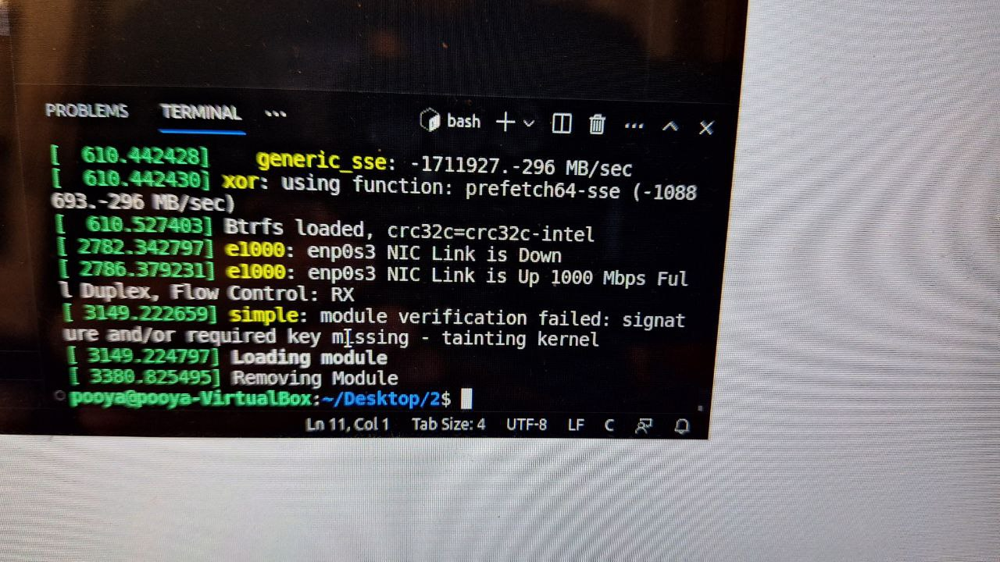 PROBLEMS TERMINAL ··· bash
[  610.442428]    generic_sse: -1711927.-296 MB/sec
[  610.442430] xor: using function: prefetch64-sse (-1088
693.-296 MB/sec)
[  610.527403] Btrfs loaded, crc32c=crc32c-intel
[ 2782.342797] e1000: enp0s3 NIC Link is Down
[ 2786.379231] e1000: enp0s3 NIC Link is Up 1000 Mbps Ful
l Duplex, Flow Control: RX
[ 3149.222659] simple: module verification failed: signat
ure and/or required key missing - tainting kernel
[ 3149.224797] Loading module
[ 3380.825495] Removing Module
pooya@pooya-VirtualBox:~/Desktop/2$
Ln 11, Col 1 Tab Size: 4 UTF-8 LF C